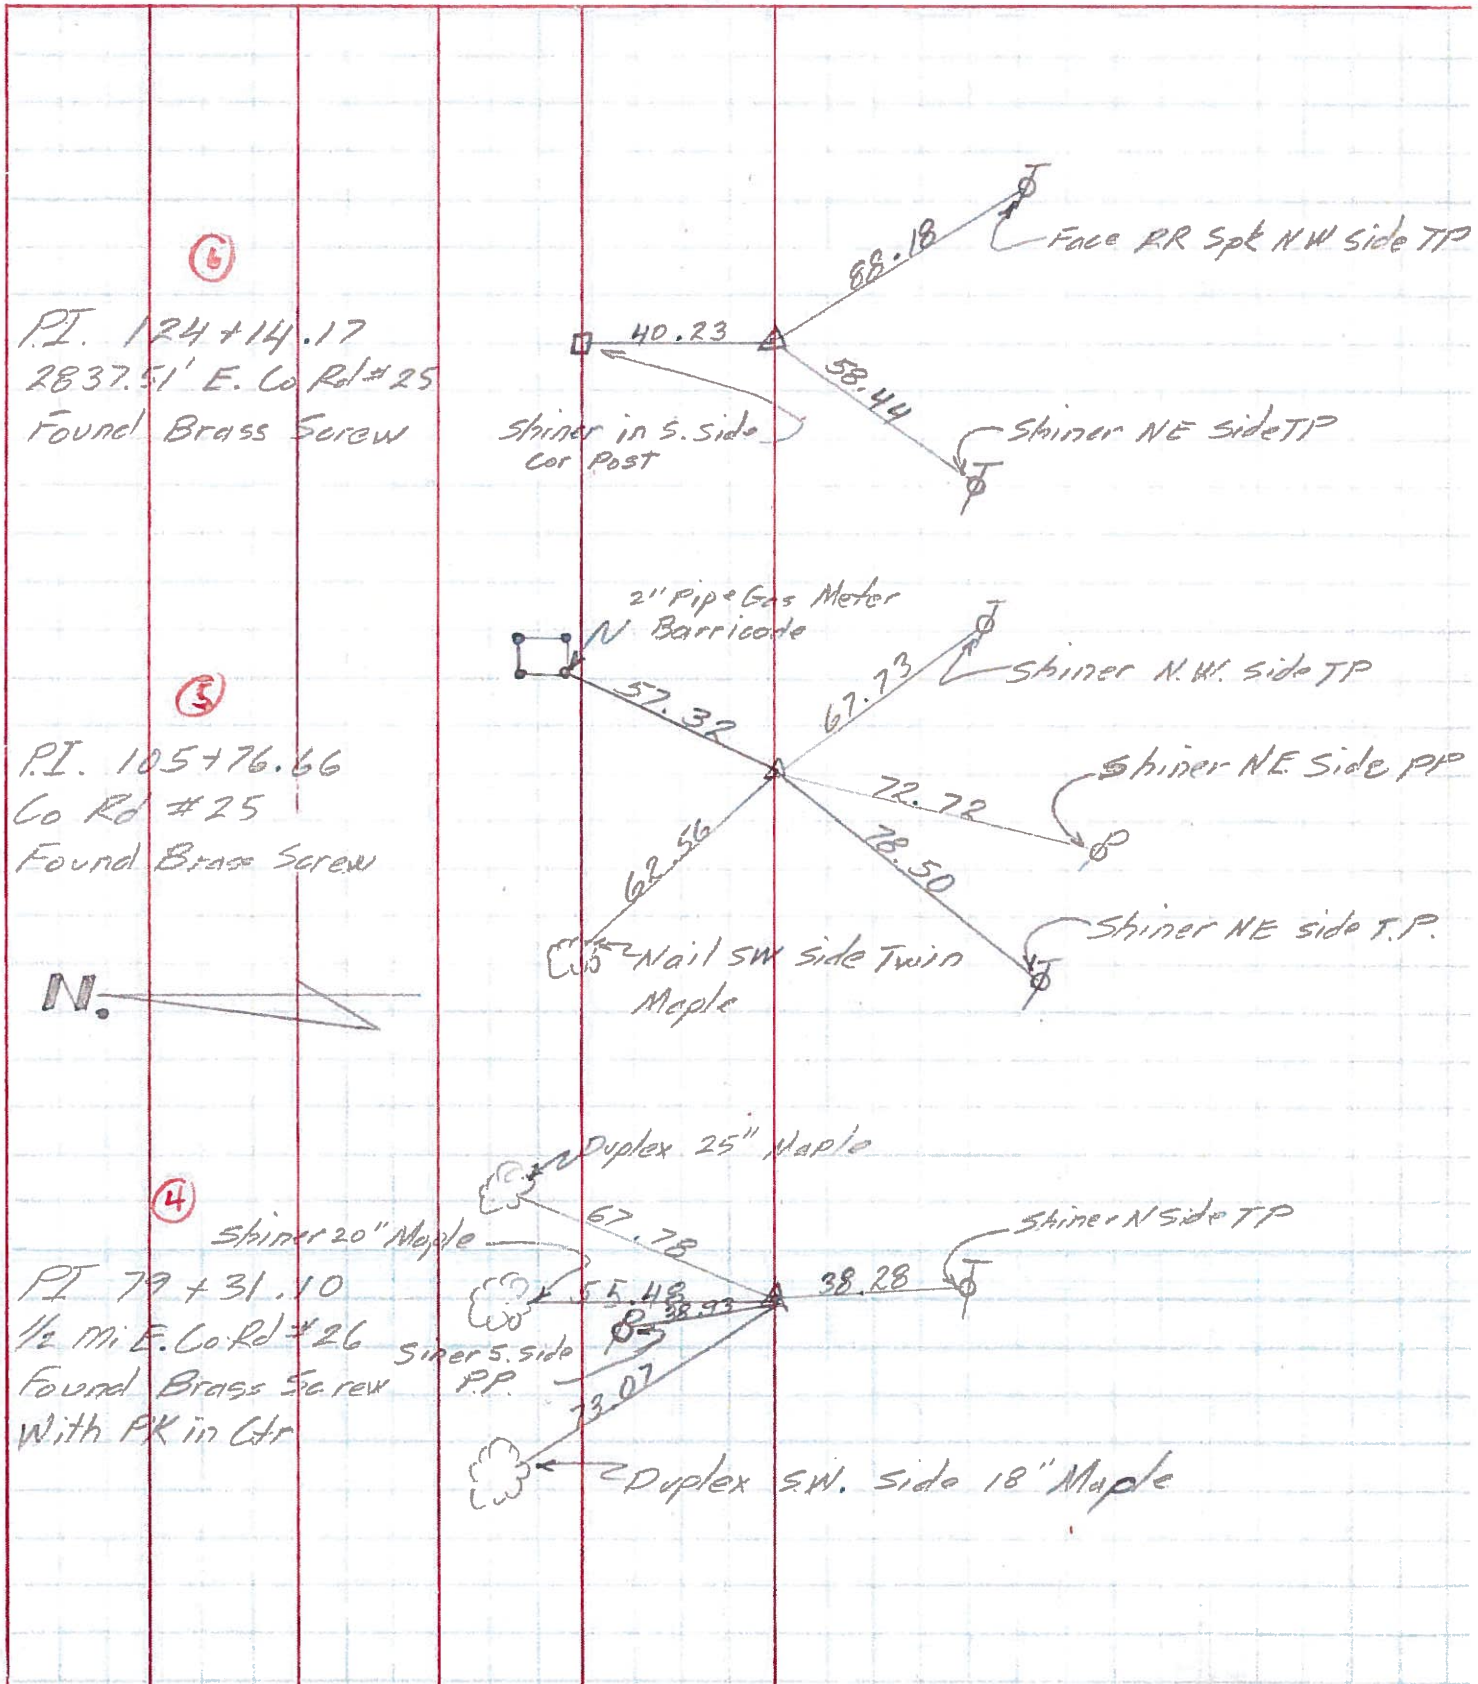 6
P.I. 124+14.17
2837.51' E. Co Rd #25
Found Brass Screw
88.18
Face RR Spk N W side TP
40.23
58.44
Shiner in S. side
Cor Post
Shiner NE side TP
5
P.I. 105+76.66
Co Rd #25
Found Brass Screw
2" Pipe Gas Meter
Barricade
57.32
67.73
Shiner N.W. side TP
72.72
Shiner NE Side PP
78.50
Shiner NE side T.P.
62.56
Nail SW side Twin
Maple
N.
4
PI 79+31.10
1/2 mi E. Co Rd #26
Found Brass Screw
With PK in Ctr
Duplex 25" Maple
67.78
Shiner 20" Maple
55.48
38.93
Siner S. side
P.P.
38.28
Shiner N Side TP
73.07
Duplex S.W. Side 18" Maple